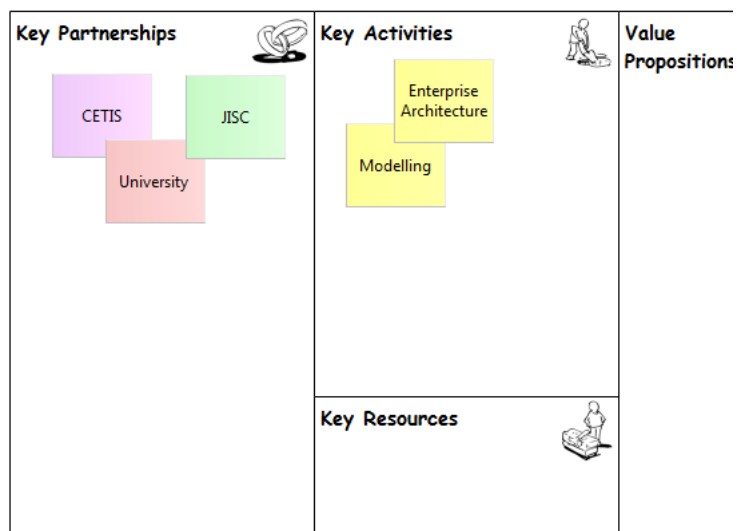 Key Partnerships
CETIS
JISC
University
Key Activities
Enterprise
Architecture
Modelling
Key Resources
Value
Propositions